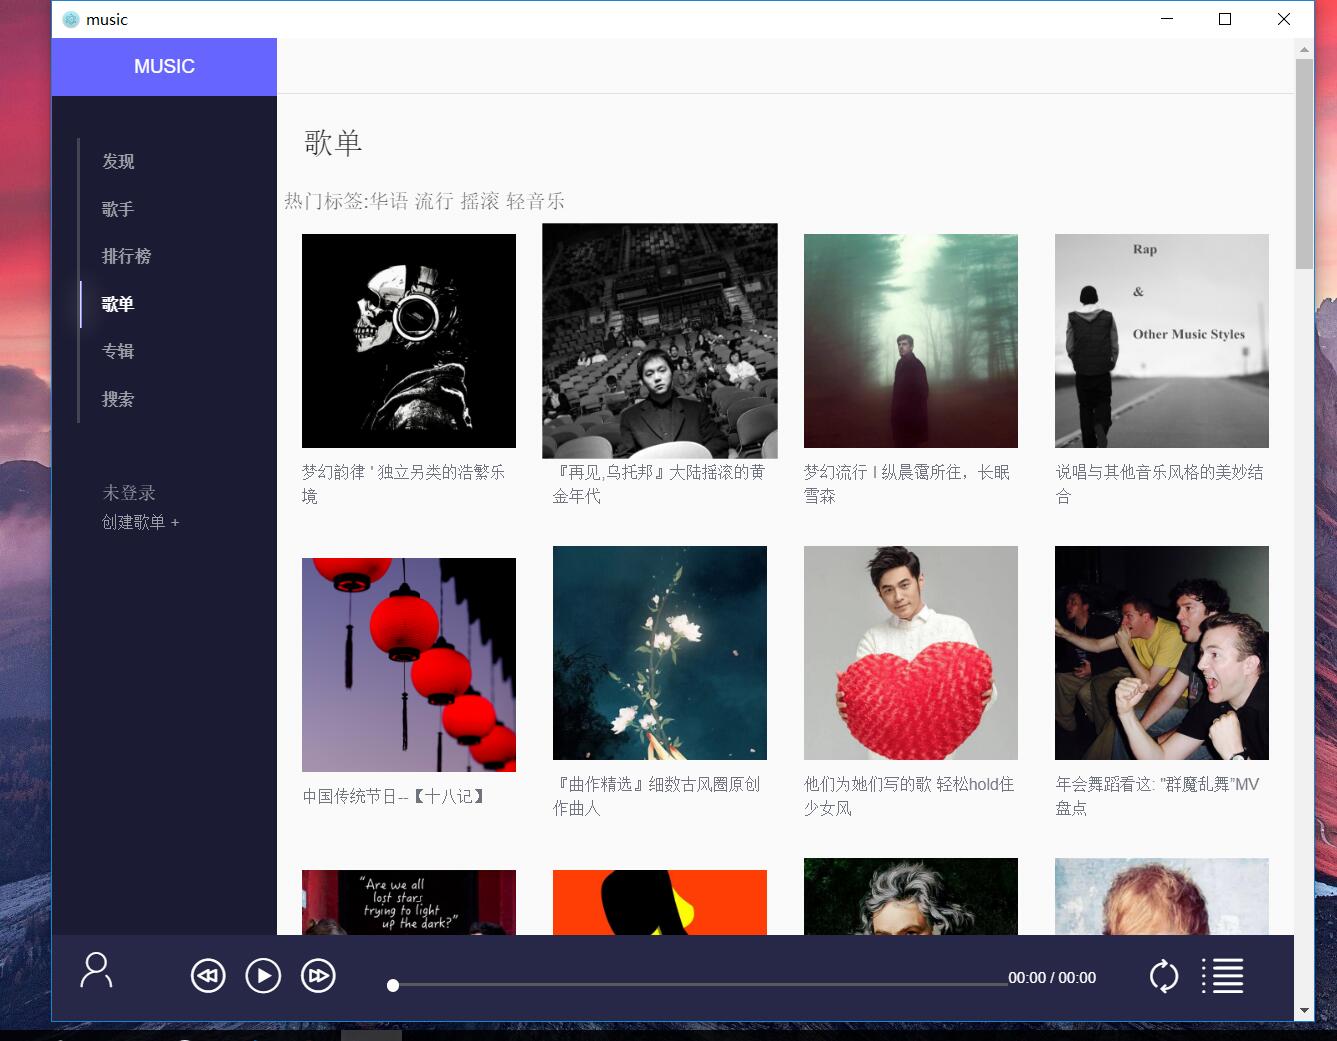 music
MUSIC
发现
歌手
排行榜
歌单
专辑
搜索
未登录
创建歌单 +
歌单
热门标签:华语 流行 摇滚 轻音乐
Rap
&
Other Music Styles
梦幻韵律 ' 独立另类的浩繁乐
境
『再见,乌托邦』大陆摇滚的黄
金年代
梦幻流行 l 纵晨霭所往，长眠
雪森
说唱与其他音乐风格的美妙结
合
中国传统节日--【十八记】
『曲作精选』细数古风圈原创
作曲人
他们为她们写的歌 轻松hold住
少女风
年会舞蹈看这: "群魔乱舞"MV
盘点
"Are we all
lost stars
trying to light
up the dark?"
00:00 / 00:00